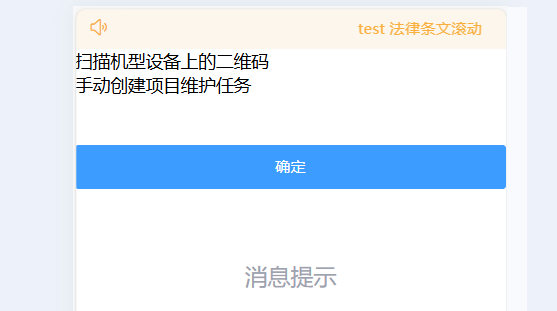 test 法律条文滚动
扫描机型设备上的二维码
手动创建项目维护任务
确定
消息提示